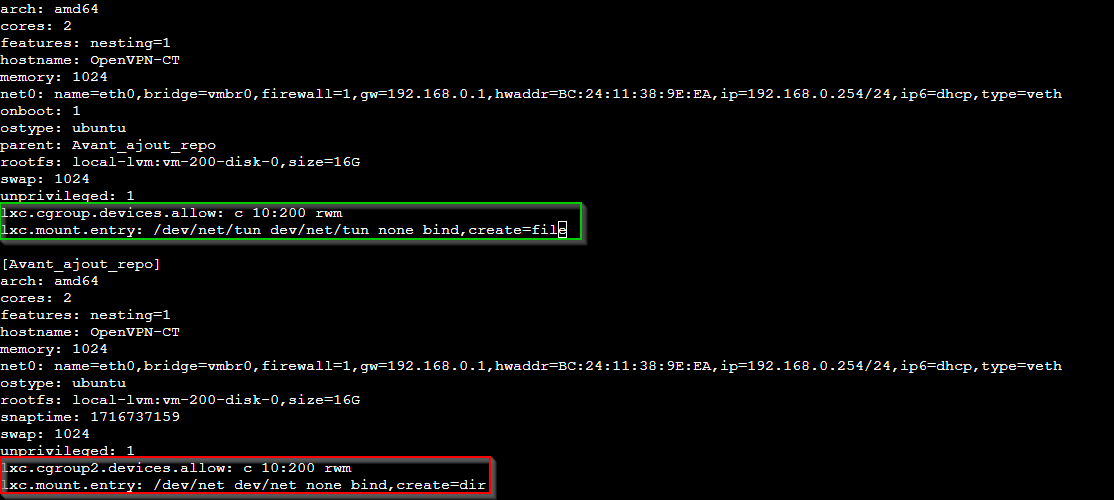 arch: amd64
cores: 2
features: nesting=1
hostname: OpenVPN-CT
memory: 1024
net0: name=eth0,bridge=vmbr0,firewall=1,gw=192.168.0.1,hwaddr=BC:24:11:38:9E:EA,ip=192.168.0.254/24,ip6=dhcp,type=veth
onboot: 1
ostype: ubuntu
parent: Avant_ajout_repo
rootfs: local-lvm:vm-200-disk-0,size=16G
swap: 1024
unprivileged: 1
lxc.cgroup.devices.allow: c 10:200 rwm
lxc.mount.entry: /dev/net/tun dev/net/tun none bind,create=file
[Avant_ajout_repo]
arch: amd64
cores: 2
features: nesting=1
hostname: OpenVPN-CT
memory: 1024
net0: name=eth0,bridge=vmbr0,firewall=1,gw=192.168.0.1,hwaddr=BC:24:11:38:9E:EA,ip=192.168.0.254/24,ip6=dhcp,type=veth
ostype: ubuntu
rootfs: local-lvm:vm-200-disk-0,size=16G
snaptime: 1716737159
swap: 1024
unprivileged: 1
lxc.cgroup2.devices.allow: c 10:200 rwm
lxc.mount.entry: /dev/net dev/net none bind,create=dir